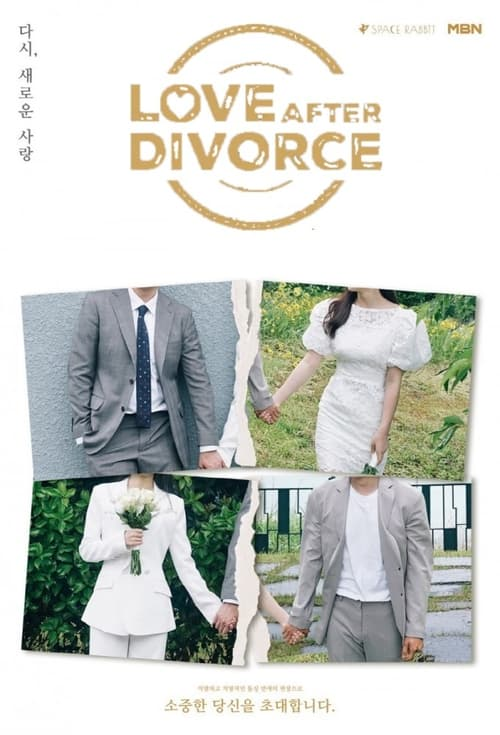 다시, 새로운 사랑
SPACE RABBIT
MBN
LOVE AFTER
DIVORCE
소중한 당신을 초대합니다.